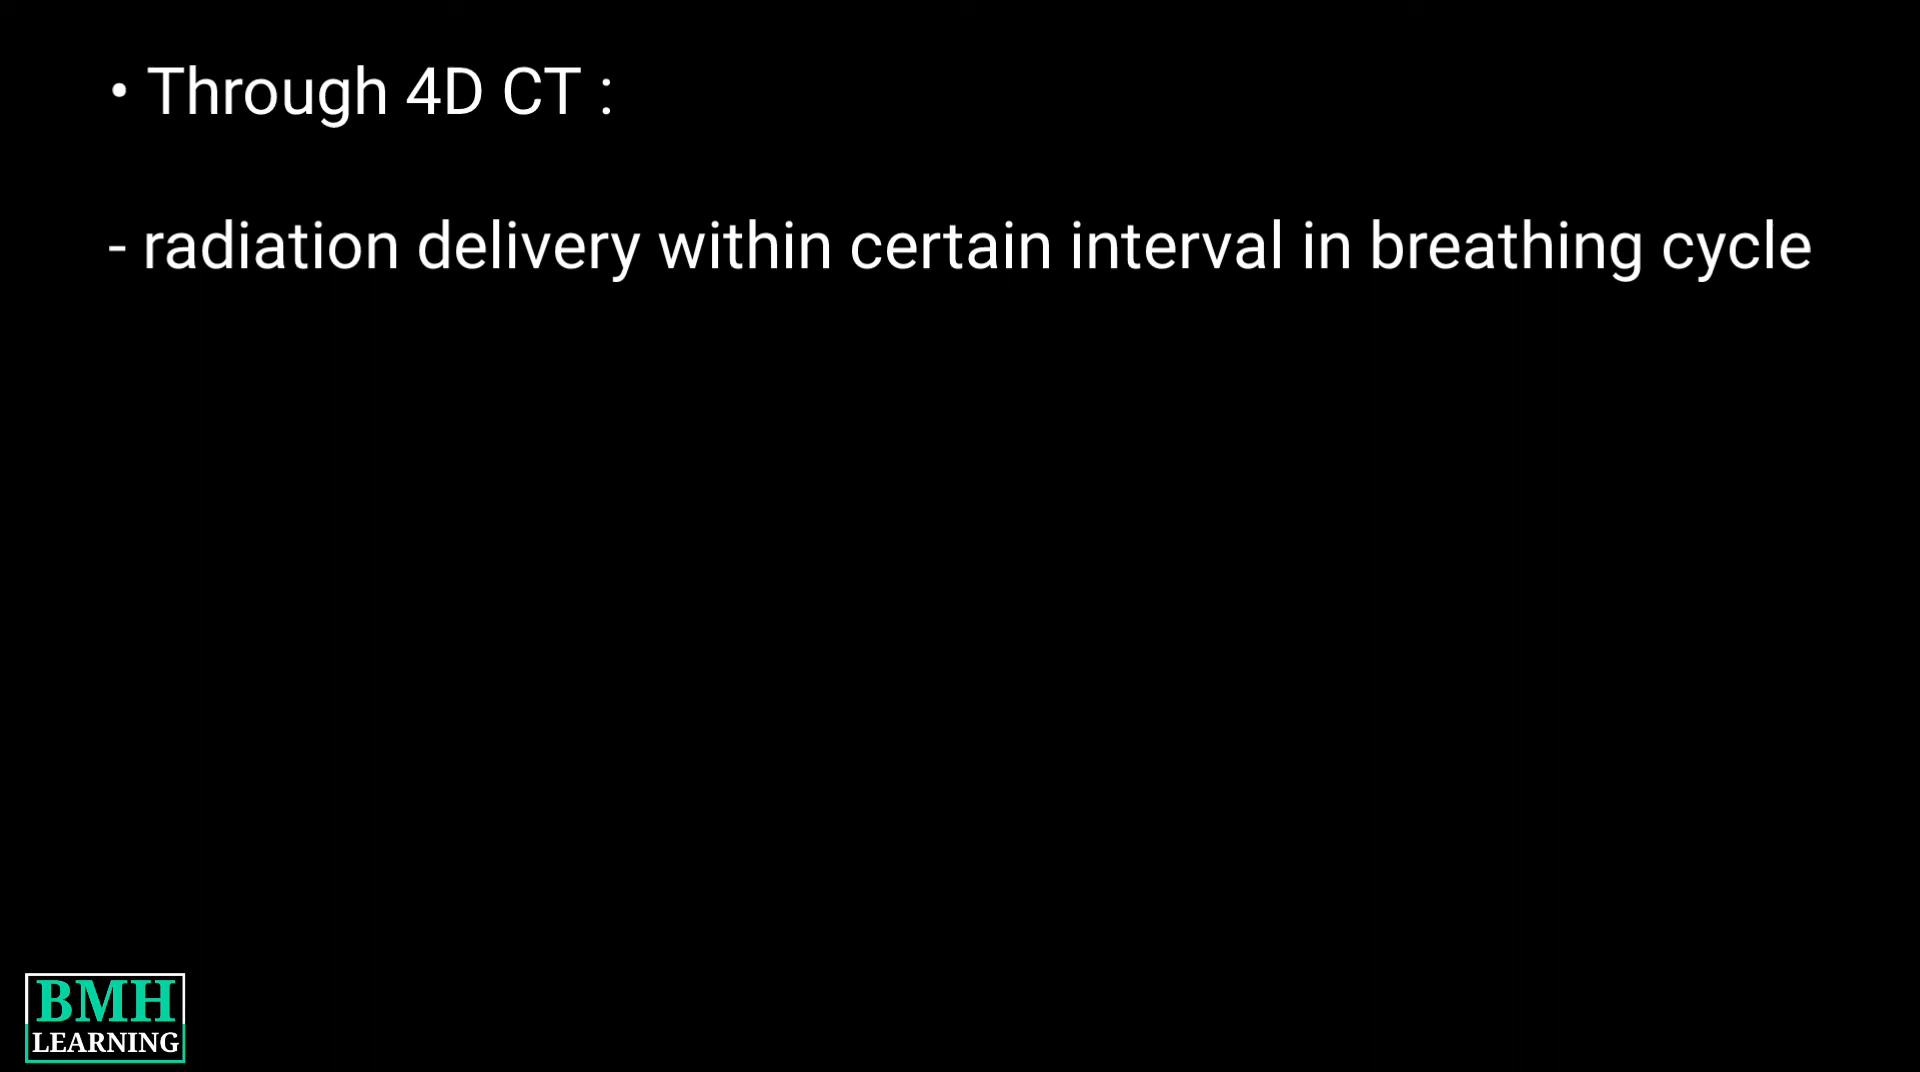 • Through 4D CT :
- radiation delivery within certain interval in breathing cycle
BMH
LEARNING